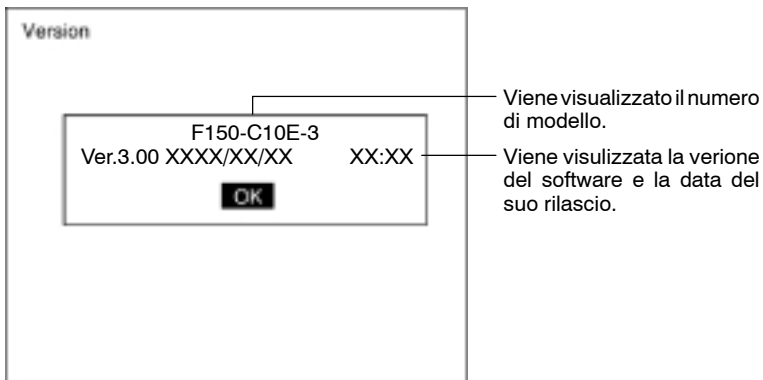 Version
F150-C10E-3
Ver.3.00 XXXX/XX/XX XX:XX
OK
Viene visualizzato il numero
di modello.
Viene visulizzata la verione
del software e la data del
suo rilascio.